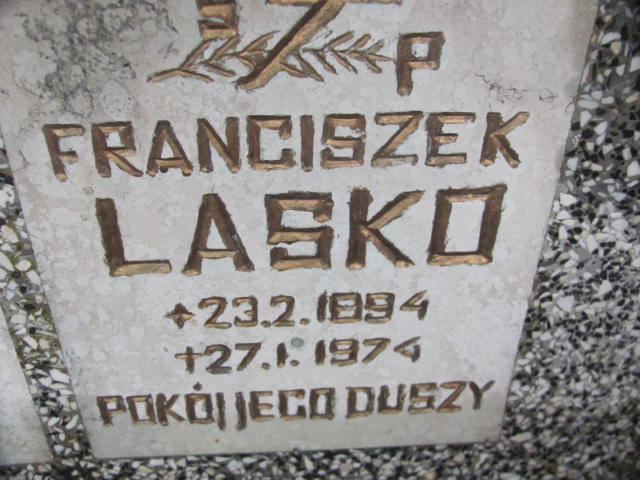 Ś P
FRANCISZEK
LASKO
*23.2.1894
+27.1.1974
POKÓJ JEGO DUSZY